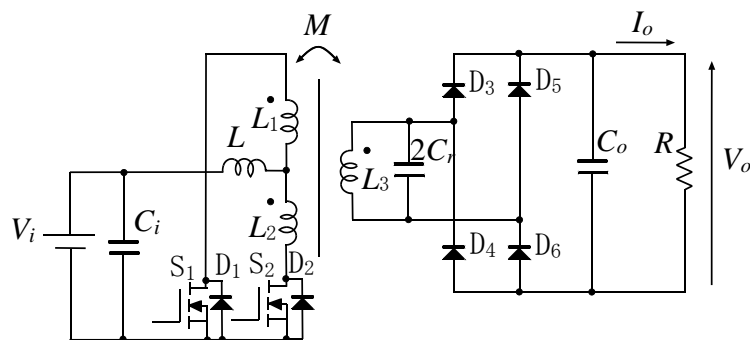 M
I_o
D_3
D_5
L_1
L
2C_r
C_o
R
V_o
L_3
L_2
V_i
C_i
S_1
D_1
S_2
D_2
D_4
D_6